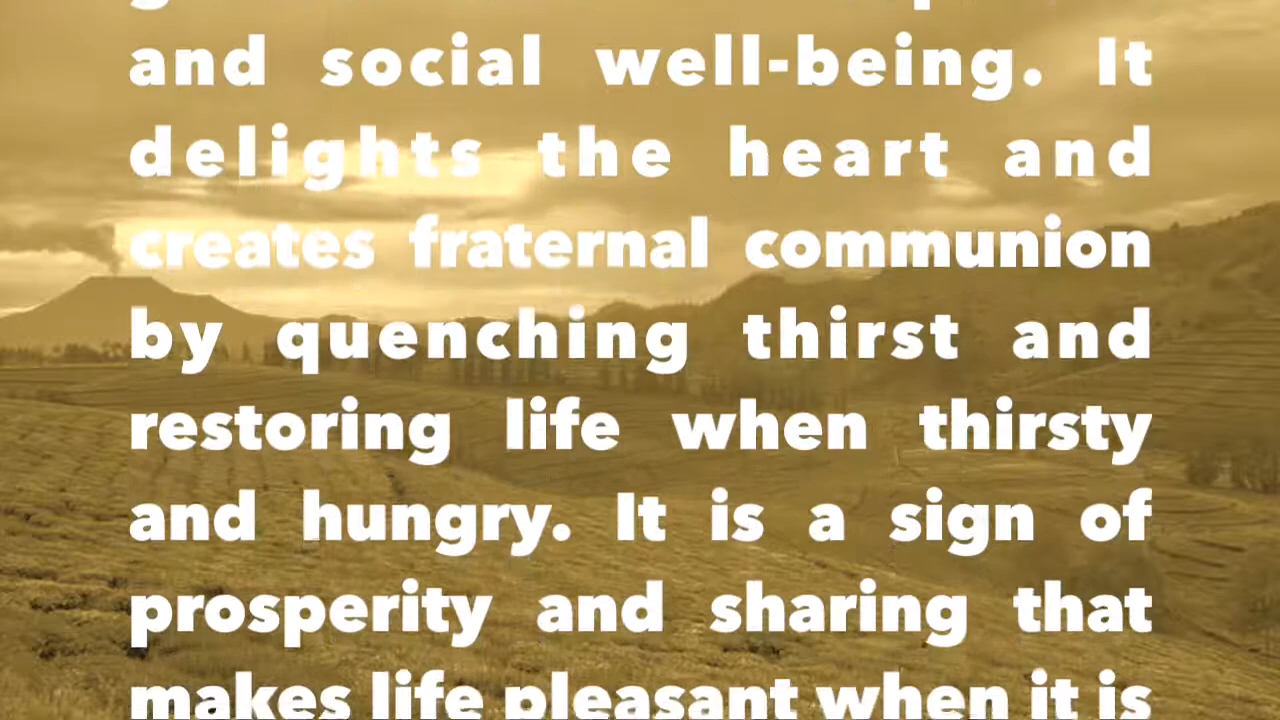 and social well-being. It
delights the heart and
creates fraternal communion
by quenching thirst and
restoring life when thirsty
and hungry. It is a sign of
prosperity and sharing that
makes life pleasant when it is